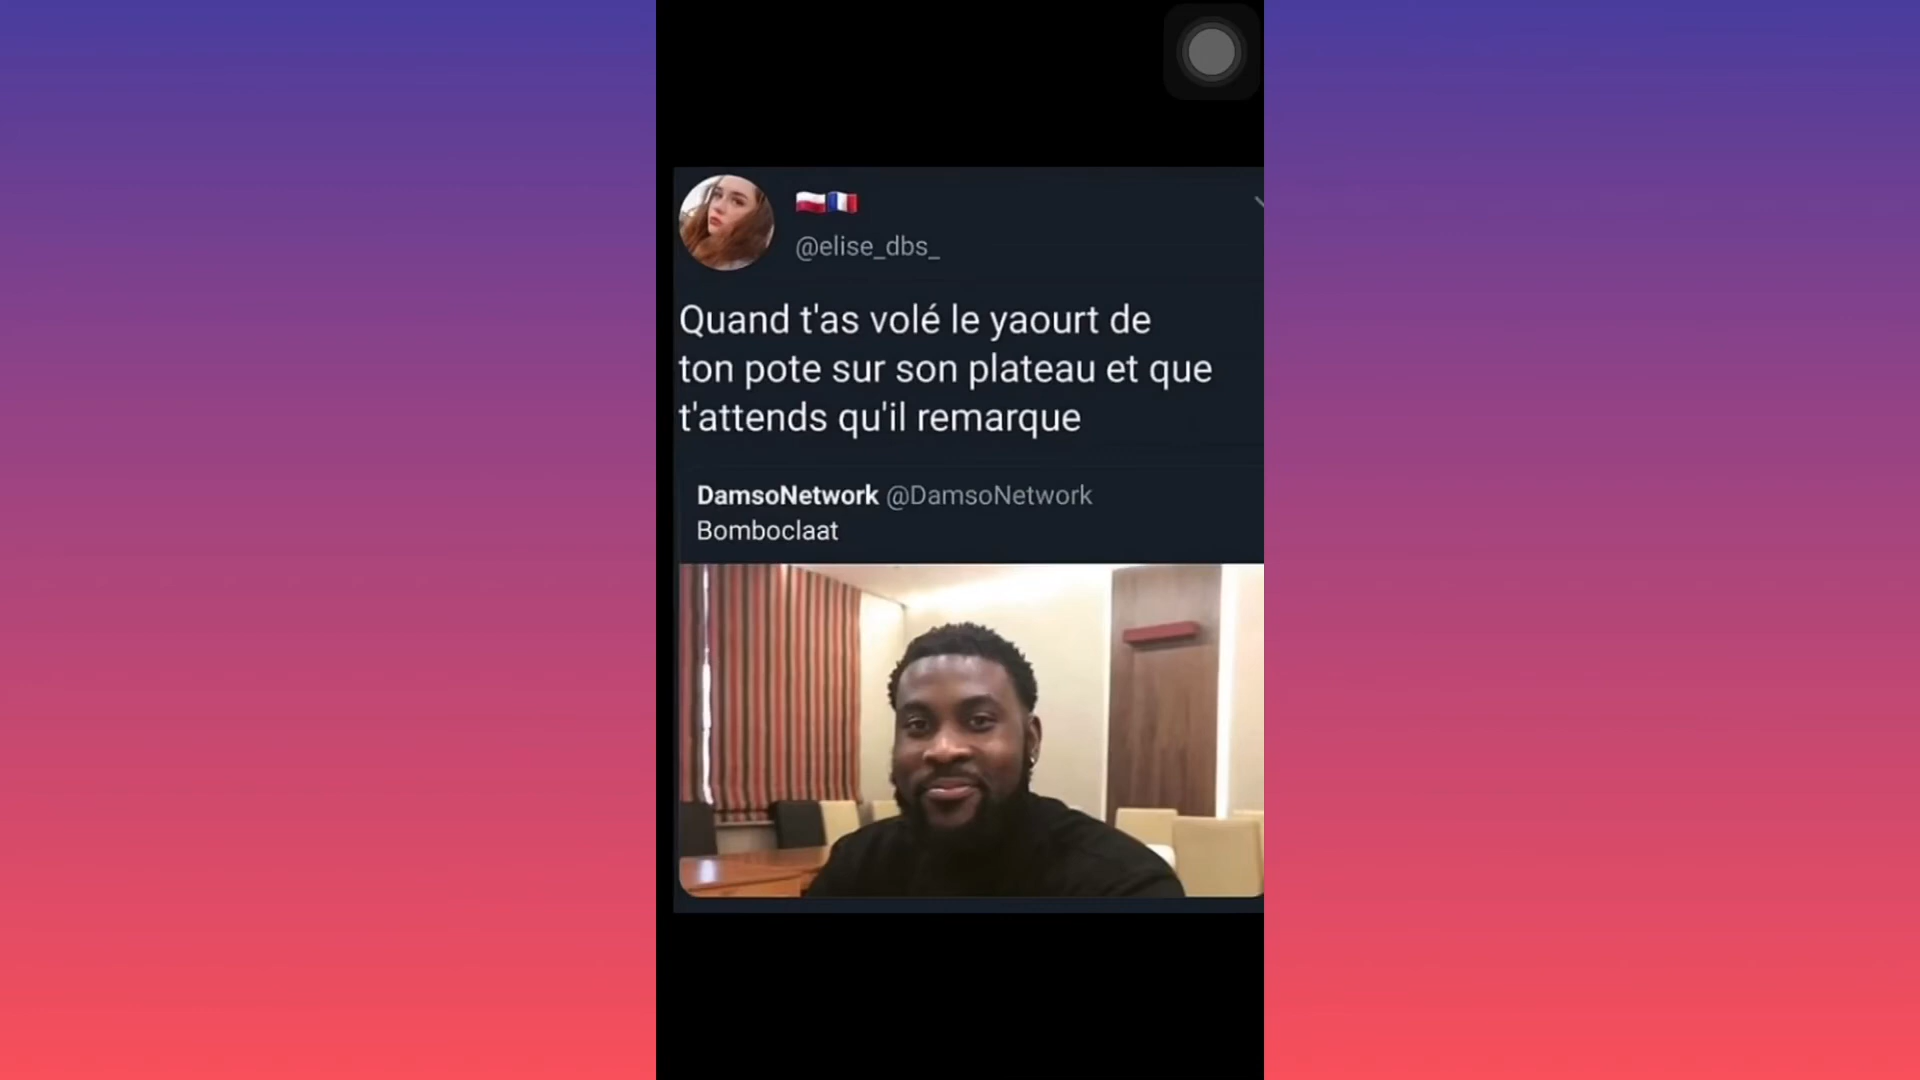 🇵🇱🇫🇷
@elise_dbs_
Quand t'as volé le yaourt de
ton pote sur son plateau et que
t'attends qu'il remarque
DamsoNetwork @DamsoNetwork
Bomboclaat